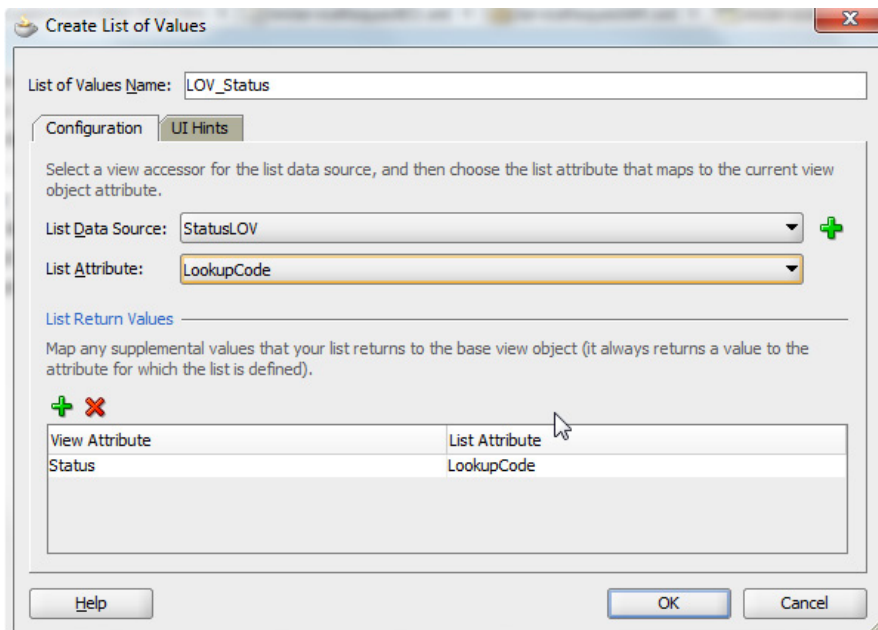 Create List of Values
List of Values Name: LOV_Status
Configuration UI Hints
Select a view accessor for the list data source, and then choose the list attribute that maps to the current view
object attribute.
List Data Source: StatusLOV
List Attribute: LookupCode
List Return Values
Map any supplemental values that your list returns to the base view object (it always returns a value to the
attribute for which the list is defined).
View Attribute List Attribute
Status LookupCode
Help OK Cancel